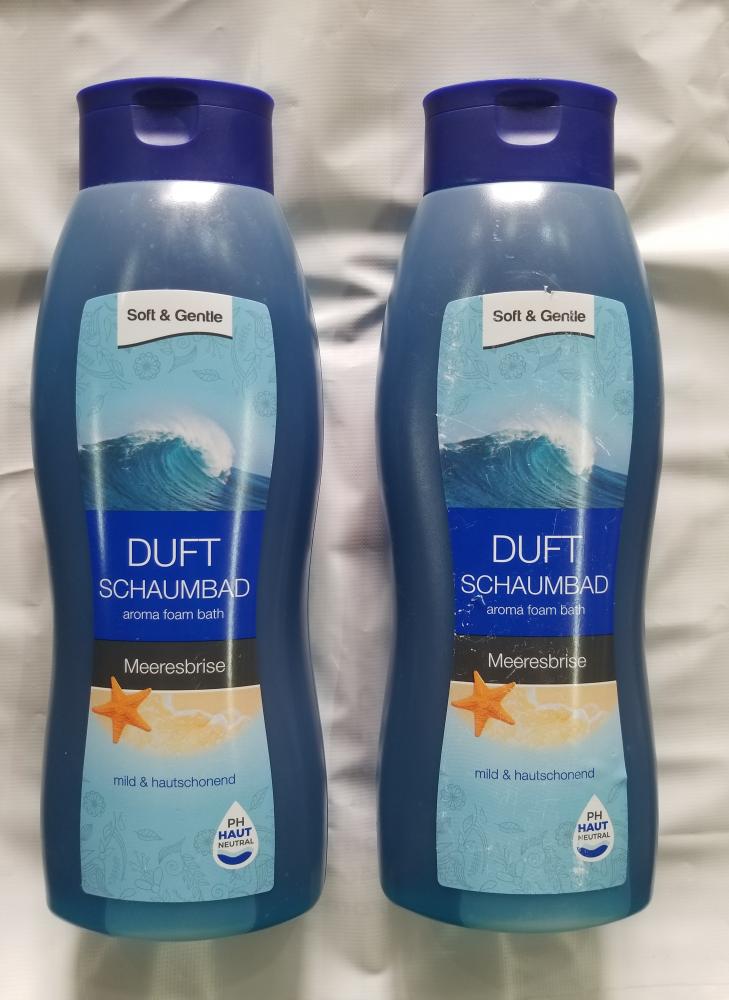 Soft & Gentle
DUFT
SCHAUMBAD
aroma foam bath
Meeresbrise
mild & hautschonend
PH
HAUT
NEUTRAL
Soft & Gentle
DUFT
SCHAUMBAD
aroma foam bath
Meeresbrise
mild & hautschonend
PH
HAUT
NEUTRAL